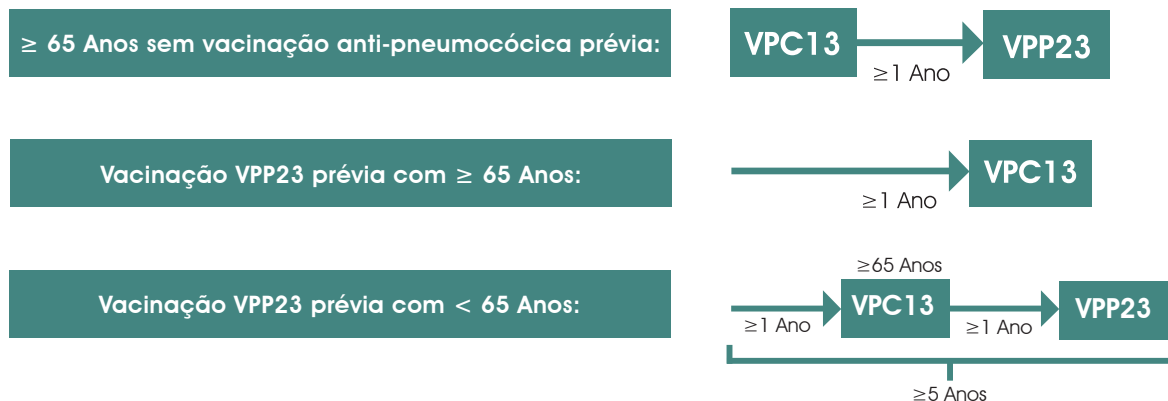 ≥ 65 Anos sem vacinação anti-pneumocócica prévia:
VPC13
≥1 Ano
VPP23
Vacinação VPP23 prévia com ≥ 65 Anos:
≥1 Ano
VPC13
Vacinação VPP23 prévia com < 65 Anos:
≥1 Ano
≥65 Anos
VPC13
≥1 Ano
VPP23
≥5 Anos